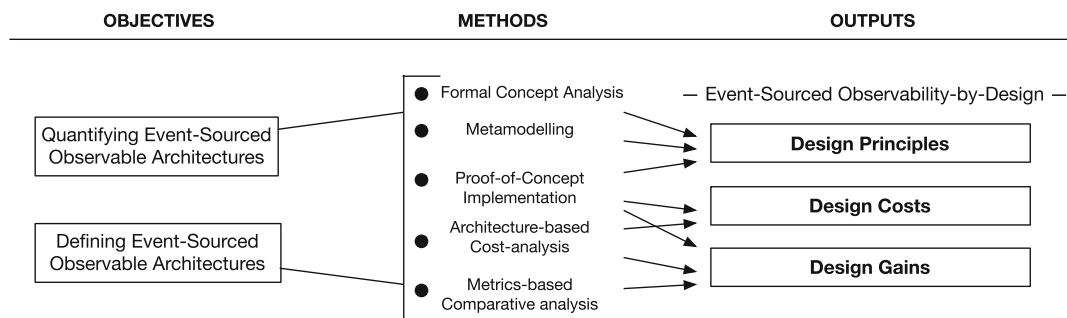 OBJECTIVES
METHODS
OUTPUTS
Quantifying Event-Sourced
Observable Architectures
Defining Event-Sourced
Observable Architectures
Formal Concept Analysis
Metamodelling
Proof-of-Concept
Implementation
Architecture-based
Cost-analysis
Metrics-based
Comparative analysis
— Event-Sourced Observability-by-Design —
Design Principles
Design Costs
Design Gains